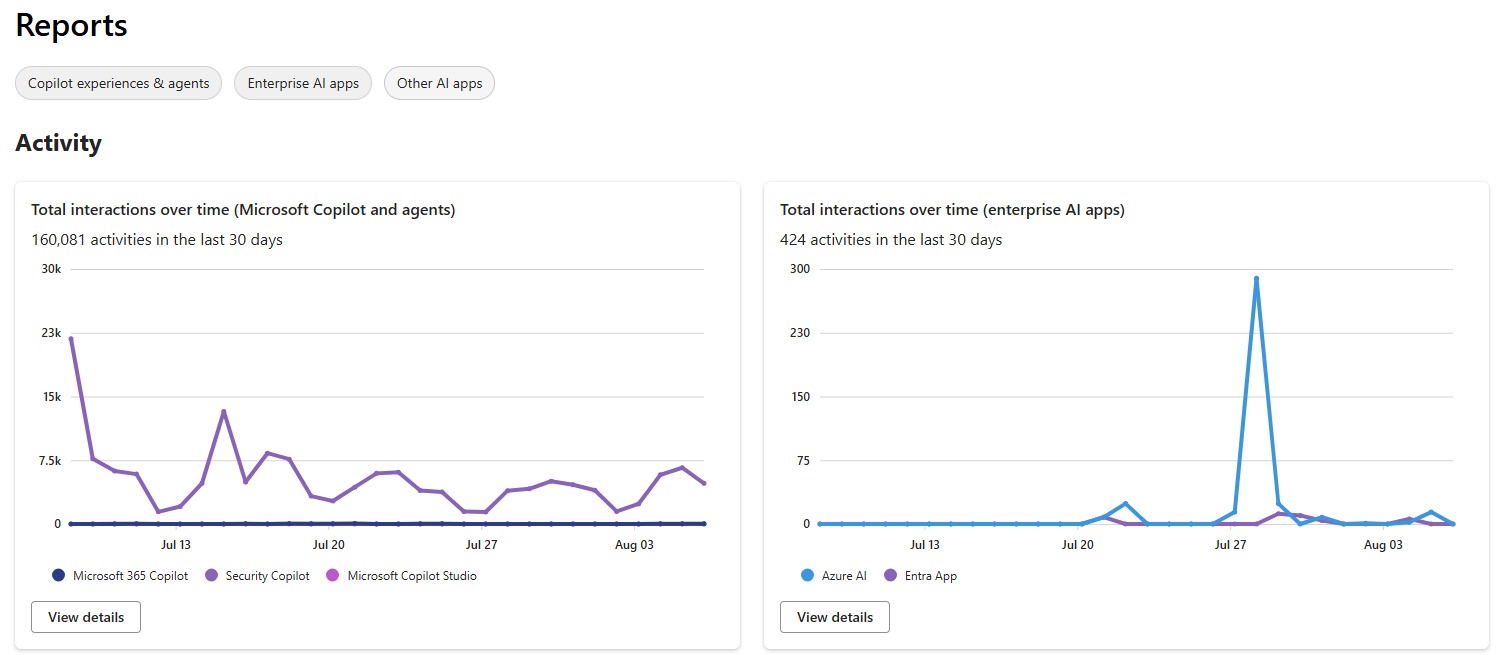 Reports
Copilot experiences & agents Enterprise AI apps Other AI apps
Activity
Total interactions over time (Microsoft Copilot and agents)
160,081 activities in the last 30 days
30k
23k
15k
7.5k
0
Jul 13 Jul 20 Jul 27 Aug 03
Microsoft 365 Copilot Security Copilot Microsoft Copilot Studio
View details
Total interactions over time (enterprise AI apps)
424 activities in the last 30 days
300
230
150
75
0
Jul 13 Jul 20 Jul 27 Aug 03
Azure AI Entra App
View details